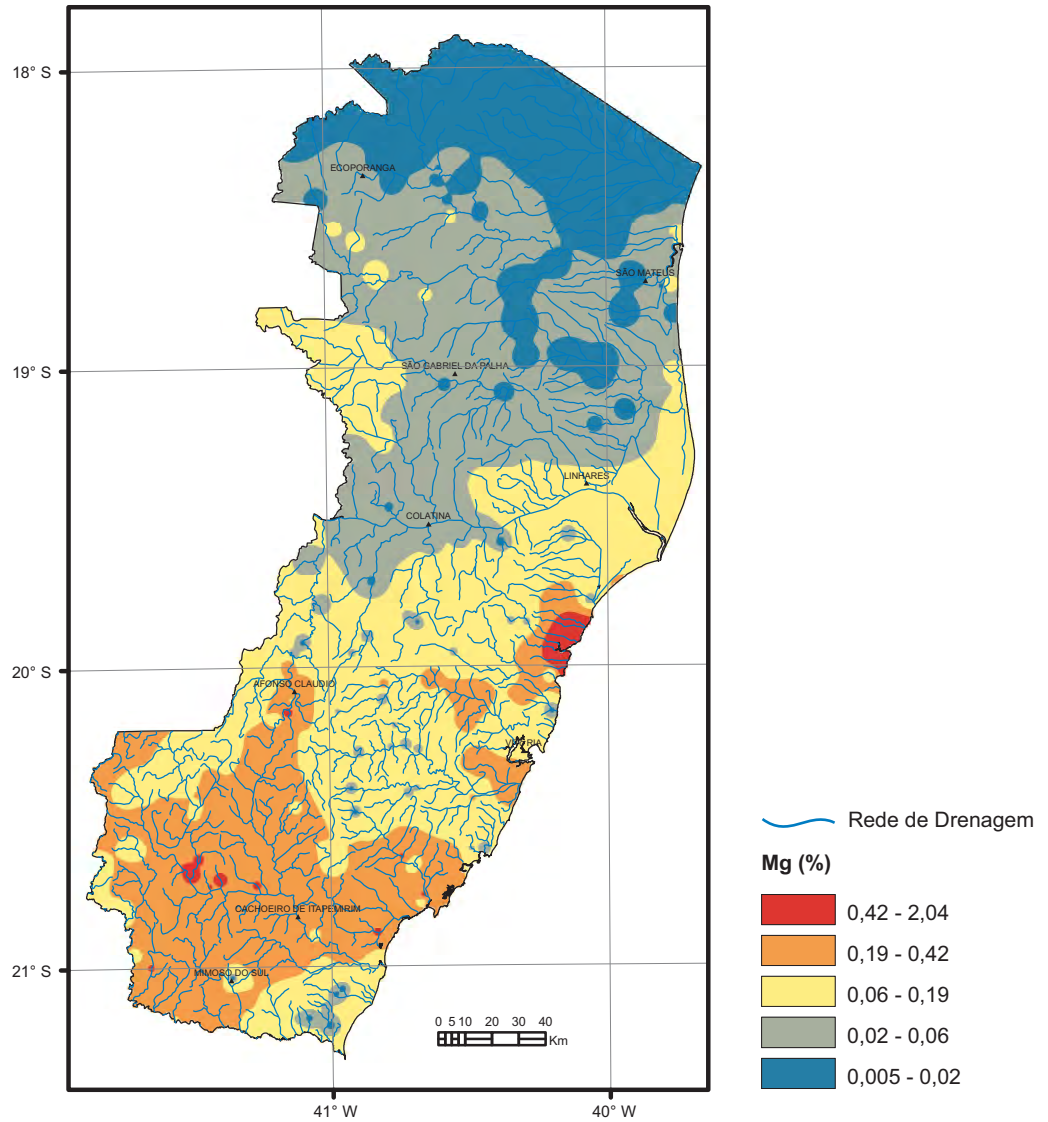 18° S
ECOPORANGA
SÃO MATEUS
19° S
SÃO GABRIEL DA PALHA
LINHARES
COLATINA
20° S
AFONSO CLAUDIO
Rede de Drenagem
Mg (%)
0,42 - 2,04
CACHOEIRO DE ITAPEMIRIM
0,19 - 0,42
21° S
MIMOSO DO SUL
0,06 - 0,19
0 5 10 20 30 40
Km
0,02 - 0,06
0,005 - 0,02
41° W
40° W